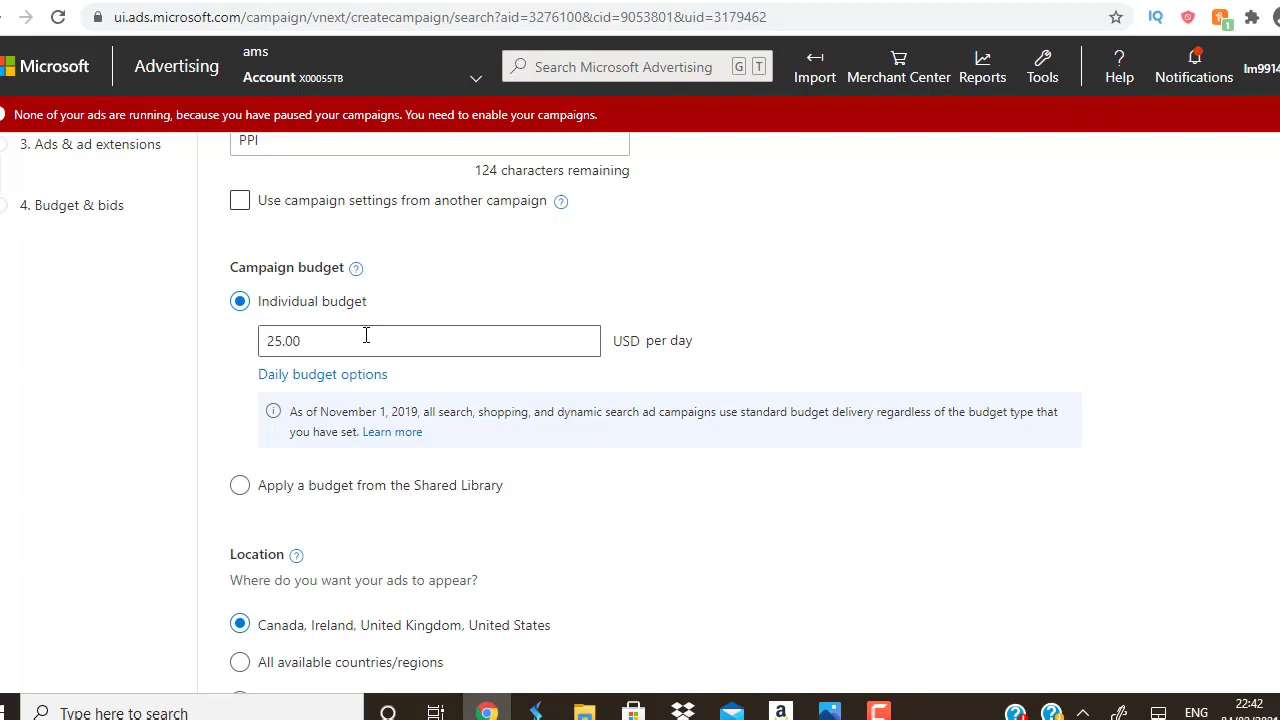 ui.ads.microsoft.com/campaign/vnext/createcampaign/search?aid=3276100&cid=9053801&uid=3179462
IQ
1
Microsoft
Advertising
ams
Account X00055TB
Search Microsoft Advertising
G T
Import
Merchant Center
Reports
Tools
Help
Notifications
lm9914
None of your ads are running, because you have paused your campaigns. You need to enable your campaigns.
3. Ads & ad extensions
4. Budget & bids
PPI
124 characters remaining
Use campaign settings from another campaign ?
Campaign budget ?
Individual budget
25.00 USD per day
Daily budget options
As of November 1, 2019, all search, shopping, and dynamic search ad campaigns use standard budget delivery regardless of the budget type that
you have set. Learn more
Apply a budget from the Shared Library
Location ?
Where do you want your ads to appear?
Canada, Ireland, United Kingdom, United States
All available countries/regions
Type here to search
a
ENG
22:42